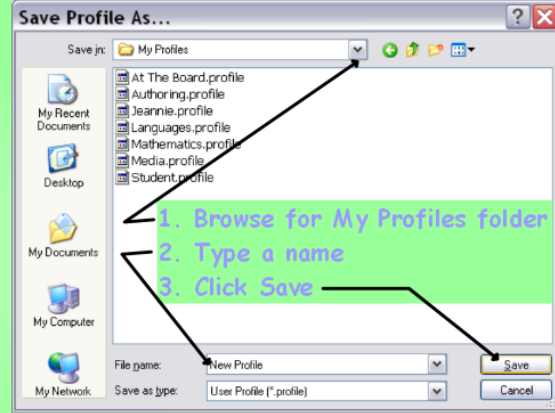 Save Profile As...
Save in: My Profiles
At The Board.profile
Authoring.profile
Jeannie.profile
Languages.profile
Mathematics.profile
Media.profile
Student.profile
My Recent
Documents
Desktop
My Documents
My Computer
My Network
1. Browse for My Profiles folder
2. Type a name
3. Click Save
File name: New Profile Save
Save as type: User Profile (*.profile) Cancel